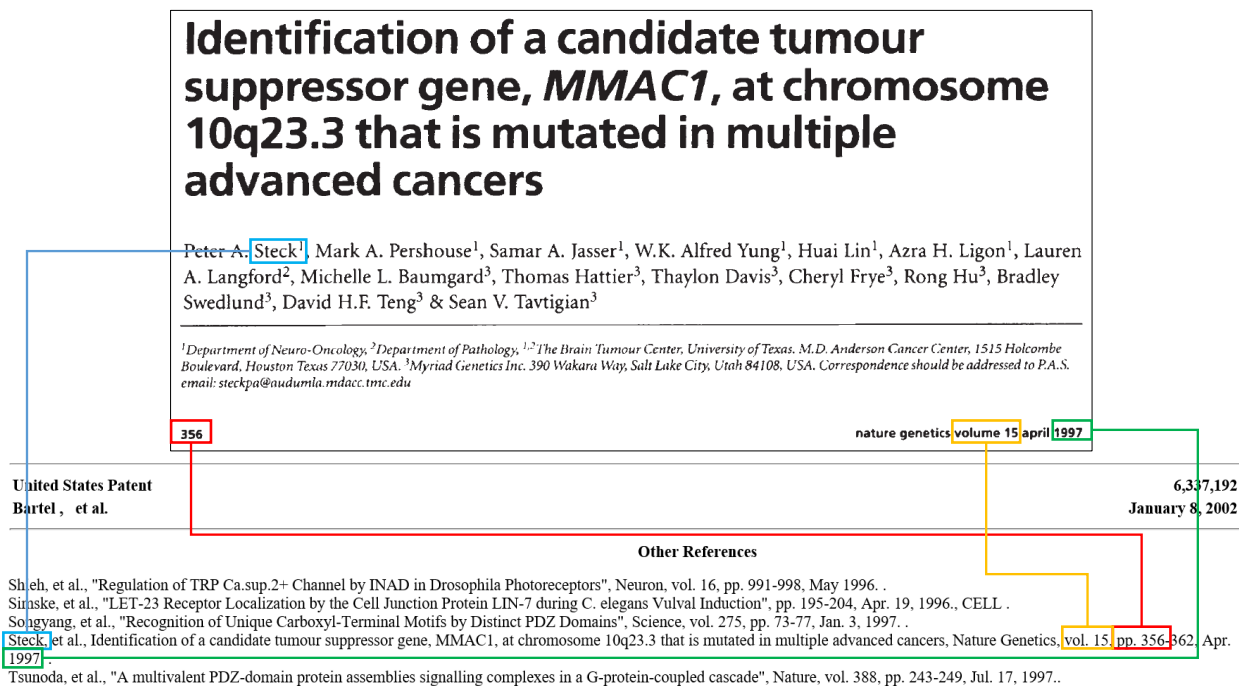 Identification of a candidate tumour
suppressor gene, MMAC1, at chromosome
10q23.3 that is mutated in multiple
advanced cancers
Peter A. Steck¹, Mark A. Pershouse¹, Samar A. Jasser¹, W.K. Alfred Yung¹, Huai Lin¹, Azra H. Ligon¹, Lauren
A. Langford², Michelle L. Baumgard³, Thomas Hattier³, Thaylon Davis³, Cheryl Frye³, Rong Hu³, Bradley
Swedlund³, David H.F. Teng³ & Sean V. Tavtigian³
¹Department of Neuro-Oncology, ²Department of Pathology, ¹,²The Brain Tumour Center, University of Texas. M.D. Anderson Cancer Center, 1515 Holcombe
Boulevard, Houston Texas 77030, USA. ³Myriad Genetics Inc. 390 Wakara Way, Salt Lake City, Utah 84108, USA. Correspondence should be addressed to P.A.S.
email: steckpa@audumla.mdacc.tmc.edu
356 nature genetics volume 15 april 1997
United States Patent 6,337,192
Bartel , et al. January 8, 2002
Other References
Shieh, et al., "Regulation of TRP Ca.sup.2+ Channel by INAD in Drosophila Photoreceptors", Neuron, vol. 16, pp. 991-998, May 1996. .
Simske, et al., "LET-23 Receptor Localization by the Cell Junction Protein LIN-7 during C. elegans Vulval Induction", pp. 195-204, Apr. 19, 1996., CELL .
Songyang, et al., "Recognition of Unique Carboxyl-Terminal Motifs by Distinct PDZ Domains", Science, vol. 275, pp. 73-77, Jan. 3, 1997. .
Steck, et al., Identification of a candidate tumour suppressor gene, MMAC1, at chromosome 10q23.3 that is mutated in multiple advanced cancers, Nature Genetics, vol. 15, pp. 356-362, Apr.
1997 .
Tsunoda, et al., "A multivalent PDZ-domain protein assemblies signalling complexes in a G-protein-coupled cascade", Nature, vol. 388, pp. 243-249, Jul. 17, 1997..